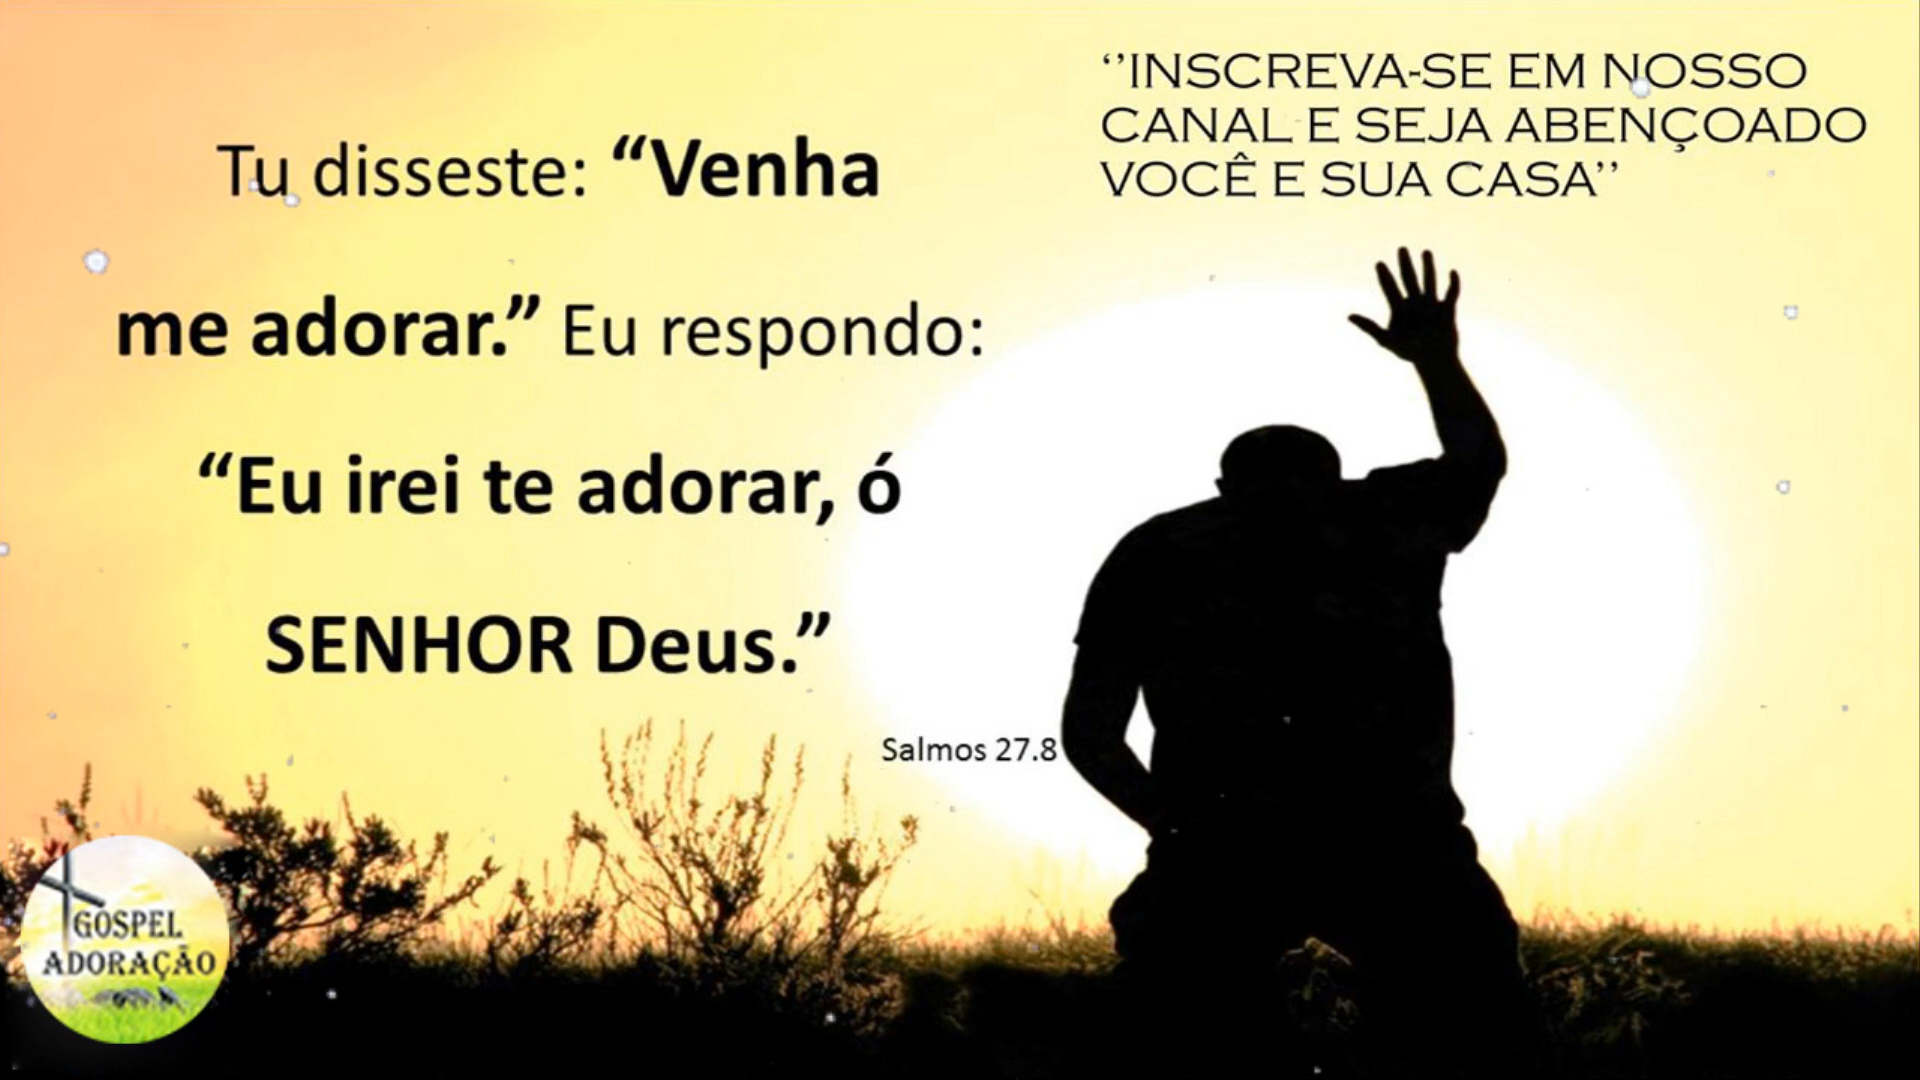 Tu disseste: “Venha
me adorar.” Eu respondo:
“Eu irei te adorar, ó
SENHOR Deus.”
Salmos 27.8
‘’INSCREVA-SE EM NOSSO
CANAL E SEJA ABENÇOADO
VOCÊ E SUA CASA’’
GOSPEL
ADORAÇÃO